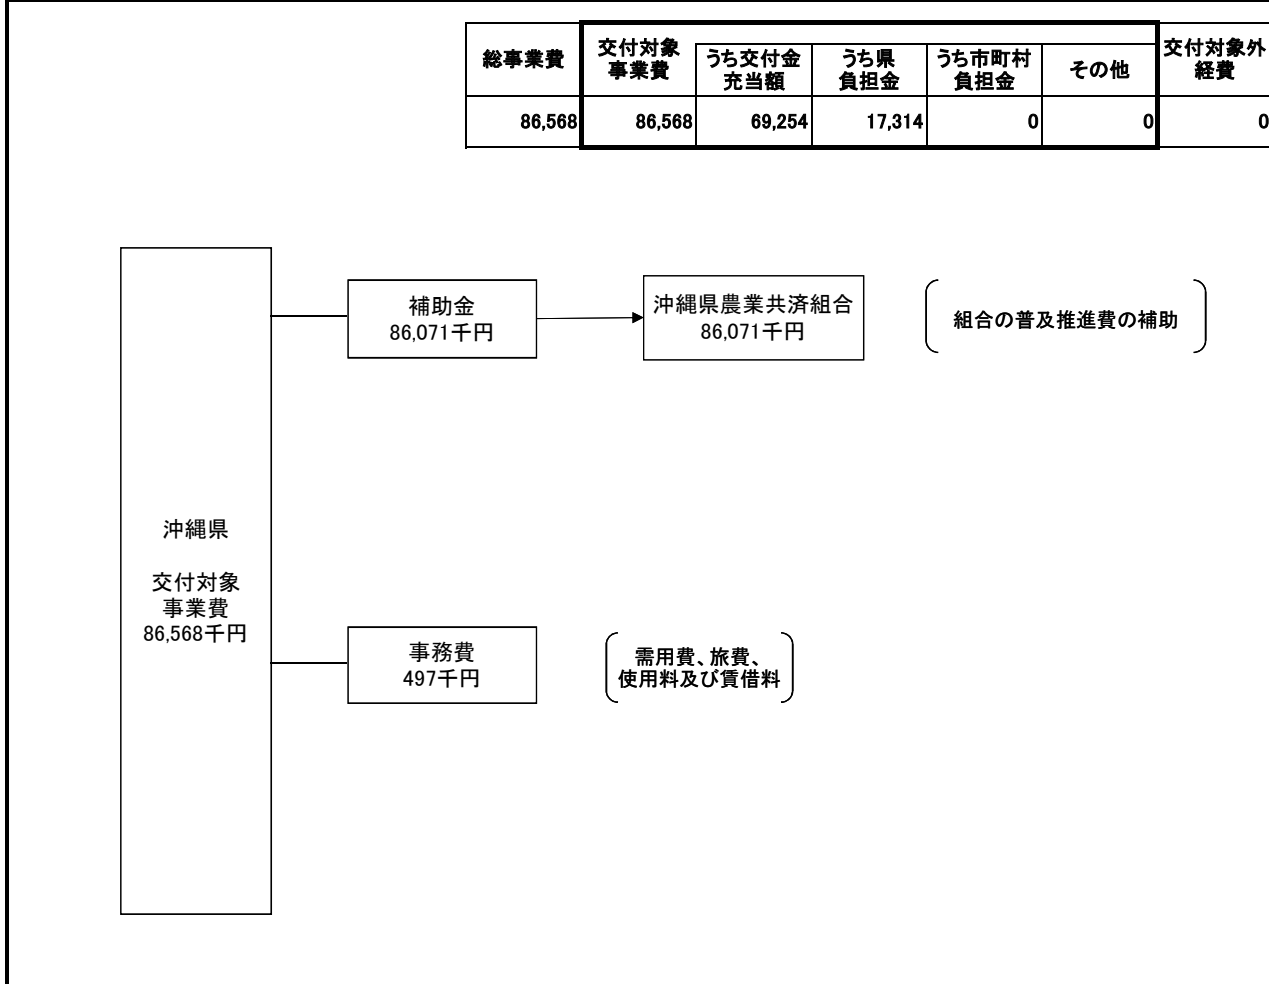 総事業費
交付対象
事業費
うち交付金
充当額
うち県
負担金
うち市町村
負担金
その他
交付対象外
経費
86,568 86,568 69,254 17,314 0 0 0
補助金
86,071千円
沖縄県農業共済組合
86,071千円
組合の普及推進費の補助
沖縄県
交付対象
事業費
86,568千円
事務費
497千円
需用費、旅費、
使用料及び賃借料